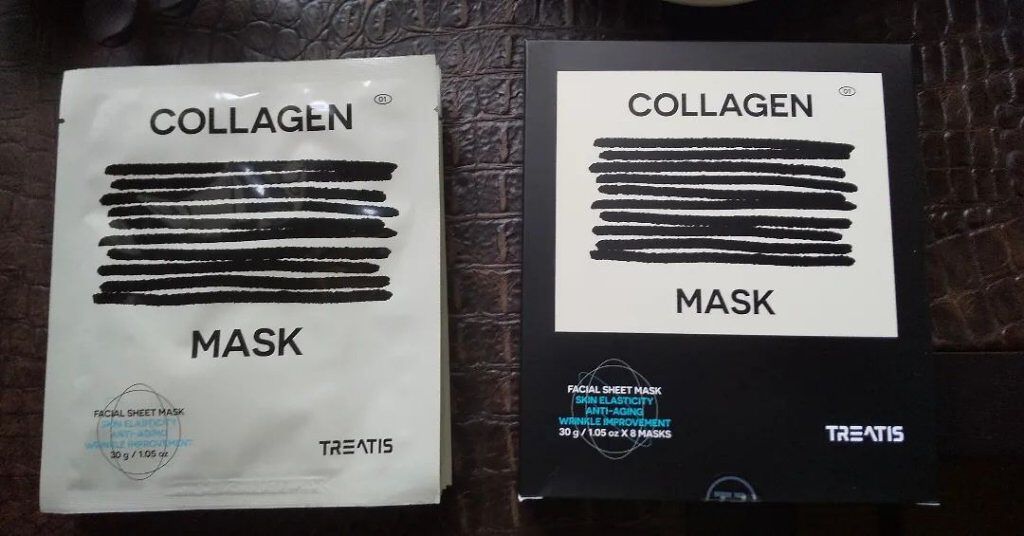 COLLAGEN
01
MASK
FACIAL SHEET MASK
SKIN ELASTICITY
ANTI-AGING
WRINKLE IMPROVEMENT
30 g / 1.05 oz
TREATIS
COLLAGEN
01
MASK
FACIAL SHEET MASK
SKIN ELASTICITY
ANTI-AGING
WRINKLE IMPROVEMENT
30 g / 1.05 oz X 8 MASKS
TREATIS